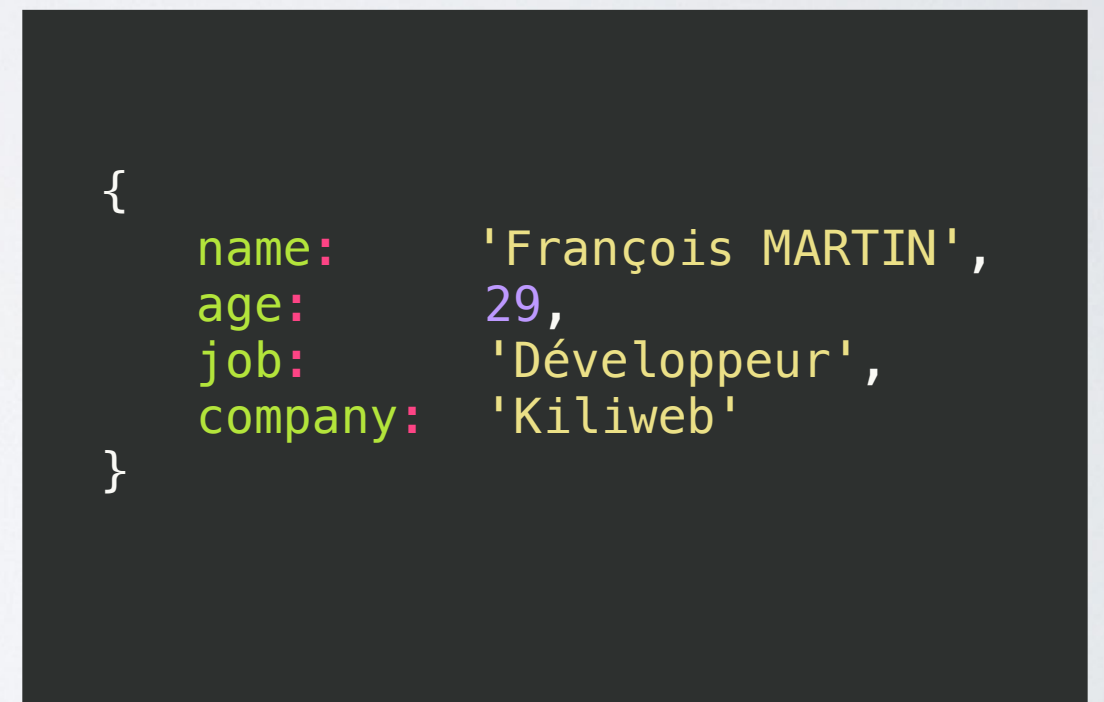 {
name: 'François MARTIN',
age: 29,
job: 'Développeur',
company: 'Kiliweb'
}